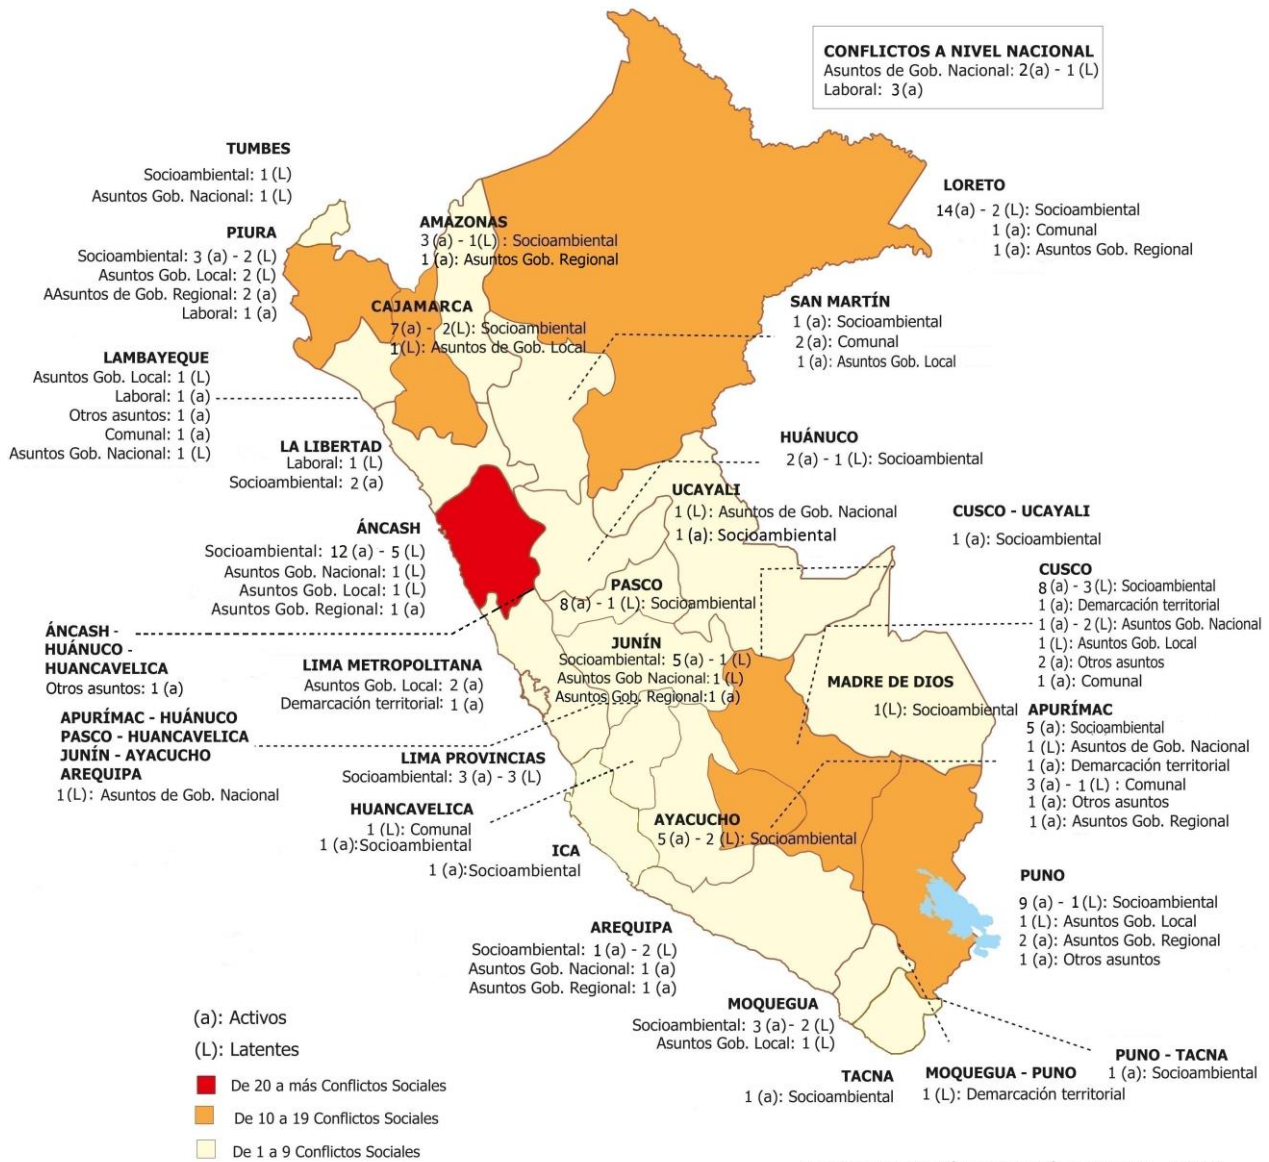 CONFLICTOS A NIVEL NACIONAL
Asuntos de Gob. Nacional: 2(a) - 1(L)
Laboral: 3(a)
TUMBES
Socioambiental: 1 (L)
Asuntos Gob. Nacional: 1 (L)
PIURA
Socioambiental: 3 (a) - 2 (L)
Asuntos Gob. Local: 2 (L)
AAsuntos de Gob. Regional: 2 (a)
Laboral: 1 (a)
AMAZONAS
3 (a) - 1(L) : Socioambiental
1 (a): Asuntos Gob. Regional
LORETO
14(a) - 2 (L): Socioambiental
1 (a): Comunal
1 (a): Asuntos Gob. Regional
CAJAMARCA
7(a) - 2(L): Socioambiental
1(L): Asuntos de Gob. Local
SAN MARTÍN
1 (a): Socioambiental
2(a): Comunal
1 (a): Asuntos Gob. Local
LAMBAYEQUE
Asuntos Gob. Local: 1 (L)
Laboral: 1 (a)
Otros asuntos: 1 (a)
Comunal: 1 (a)
Asuntos Gob. Nacional: 1 (L)
LA LIBERTAD
Laboral: 1 (L)
Socioambiental: 2 (a)
HUÁNUCO
2(a) - 1 (L): Socioambiental
UCAYALI
1(L): Asuntos de Gob. Nacional
1(a): Socioambiental
CUSCO - UCAYALI
1 (a): Socioambiental
ÁNCASH
Socioambiental: 12 (a) - 5 (L)
Asuntos Gob. Nacional: 1 (L)
Asuntos Gob. Local: 1 (L)
Asuntos Gob. Regional: 1 (a)
PASCO
8(a) - 1 (L): Socioambiental
CUSCO
8(a) - 3(L): Socioambiental
1 (a): Demarcación territorial
1(a) - 2(L): Asuntos Gob. Nacional
1(L): Asuntos Gob. Local
2(a): Otros asuntos
1 (a): Comunal
ÁNCASH -
HUÁNUCO -
HUANCAVELICA
Otros asuntos: 1 (a)
LIMA METROPOLITANA
Asuntos Gob. Local: 2 (a)
Demarcación territorial: 1 (a)
JUNÍN
Socioambiental: 5(a) - 1(L)
Asuntos Gob Nacional:1 (L)
Asuntos Gob. Regional:1(a)
MADRE DE DIOS
1(L): Socioambiental
APURÍMAC - HUÁNUCO
PASCO - HUANCAVELICA
JUNÍN - AYACUCHO
AREQUIPA
1(L): Asuntos de Gob. Nacional
APURÍMAC
5 (a): Socioambiental
1(L): Asuntos de Gob. Nacional
1(a): Demarcación territorial
3(a) - 1(L) : Comunal
1(a): Otros asuntos
1(a): Asuntos Gob. Regional
LIMA PROVINCIAS
Socioambiental: 3 (a) - 3 (L)
HUANCAVELICA
1 (L): Comunal
1(a):Socioambiental
AYACUCHO
5(a) - 2 (L): Socioambiental
ICA
1 (a):Socioambiental
PUNO
9 (a) - 1(L): Socioambiental
1(L): Asuntos Gob. Local
2(a): Asuntos Gob. Regional
1(a): Otros asuntos
AREQUIPA
Socioambiental: 1(a) - 2 (L)
Asuntos Gob. Nacional: 1 (a)
Asuntos Gob. Regional: 1 (a)
MOQUEGUA
Socioambiental: 3 (a)- 2 (L)
Asuntos Gob. Local: 1 (L)
TACNA
1 (a): Socioambiental
MOQUEGUA - PUNO
1 (L): Demarcación territorial
PUNO - TACNA
1 (a): Socioambiental
(a): Activos
(L): Latentes
De 20 a más Conflictos Sociales
De 10 a 19 Conflictos Sociales
De 1 a 9 Conflictos Sociales